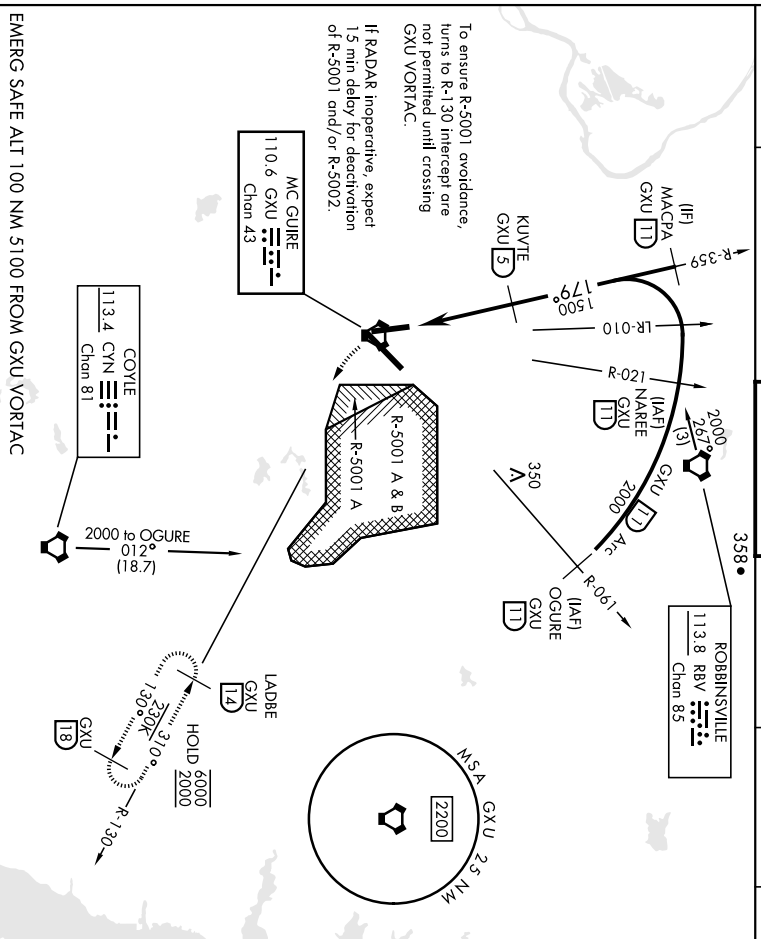 To ensure R-5001 avoidance,
turns to R-130 intercept are
not permitted until crossing
GXU VORTAC.
If RADAR inoperative, expect
15 min delay for deactivation
of R-5001 and/or R-5002.
MC GUIRE
110.6 GXU
Chan 43
COYLE
113.4 CYN
Chan 81
EMERG SAFE ALT 100 NM 5100 FROM GXU VORTAC
(IF)
MACPA
GXU 11
R-359
KUVTE
GXU 5
1500
179°
LR-010
R-021
(IAF)
NAREE
GXU
11
2000
267°
(3)
GXU 11 Arc
2000
350
358
R-061
(IAF)
OGURE
GXU
11
ROBBINSVILLE
113.8 RBV
Chan 85
R-5001 A & B
R-5001 A
2000 to OGURE
012°
(18.7)
LADBE
GXU
14
HOLD 6000
2000
310°
230K
130°
GXU
18
R-130
MSA GXU 25 NM
2200